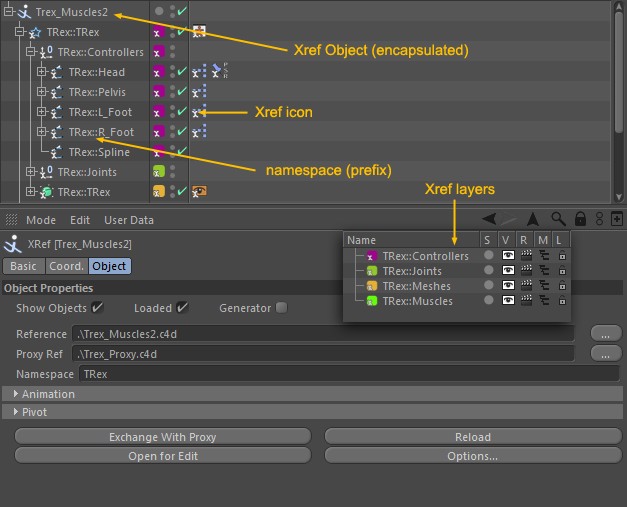 Trex_Muscles2
TRex::TRex
Xref Object (encapsulated)
TRex::Controllers
TRex::Head
P
S
R
TRex::Pelvis
TRex::L_Foot
Xref icon
TRex::R_Foot
TRex::Spline
namespace (prefix)
TRex::Joints
TRex::TRex
Xref layers
Mode Edit User Data
XRef [Trex_Muscles2]
Name S V R M L
Basic Coord. Object
TRex::Controllers
TRex::Joints
TRex::Meshes
TRex::Muscles
Object Properties
Show Objects Loaded Generator
Reference .\Trex_Muscles2.c4d ...
Proxy Ref .\Trex_Proxy.c4d ...
Namespace TRex
Animation
Pivot
Exchange With Proxy Reload
Open for Edit Options...